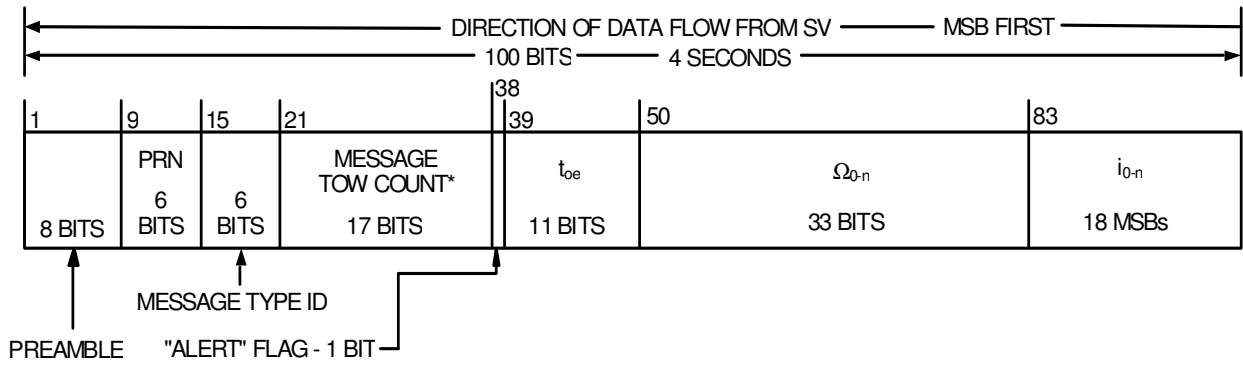 DIRECTION OF DATA FLOW FROM SV MSB FIRST
100 BITS 4 SECONDS
38
1 9 15 21 39 50 83
PRN
6
BITS
8 BITS
6
BITS
MESSAGE
TOW COUNT*
17 BITS
toe
11 BITS
Ω0-n
33 BITS
i0-n
18 MSBs
MESSAGE TYPE ID
PREAMBLE
"ALERT" FLAG - 1 BIT